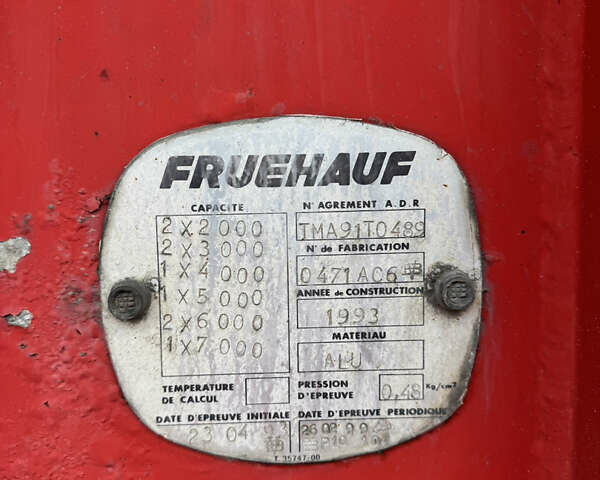 FRUEHAUF
CAPACITE
2 X 2 000
2 X 3 000
1 X 4 000
1 X 5 000
2 X 6 000
1 X 7 000
N° AGREMENT A.D.R
TMA91T0489
N° de FABRICATION
0471AC6
ANNEE de CONSTRUCTION
1993
MATERIAU
ALU
TEMPERATURE
DE CALCUL
PRESSION
D'EPREUVE
0,48 Kg/cm²
DATE D'EPREUVE INITIALE
23 04 93
DATE D'EPREUVE PERIODIQUE
T 35747-00